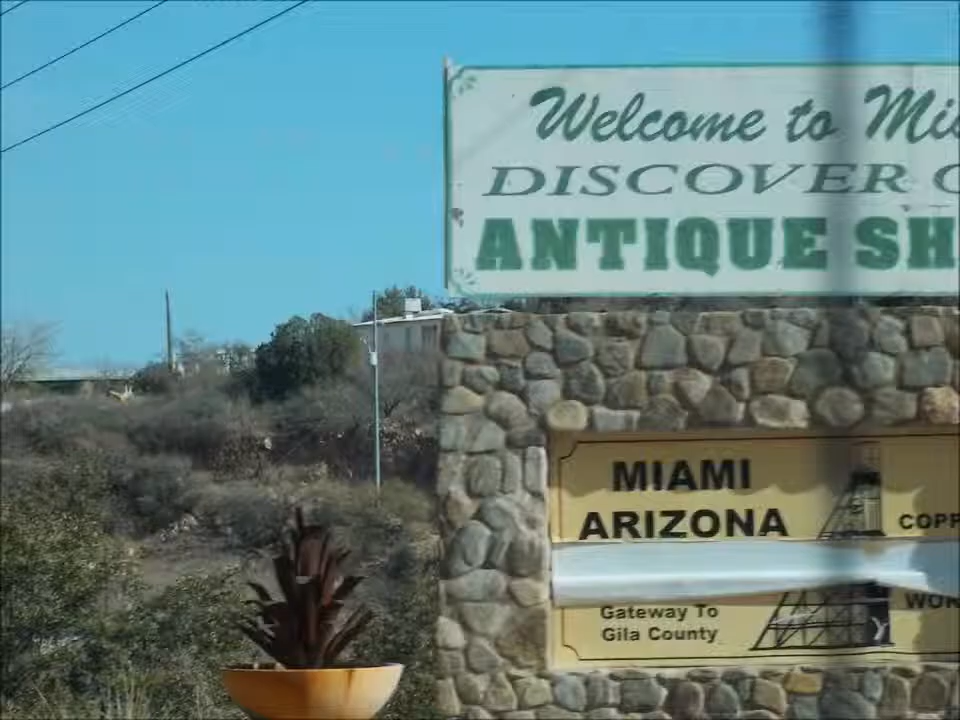 Welcome to Mi
DISCOVER
ANTIQUE SH
MIAMI
ARIZONA
COPP
Gateway To
Gila County
WOR